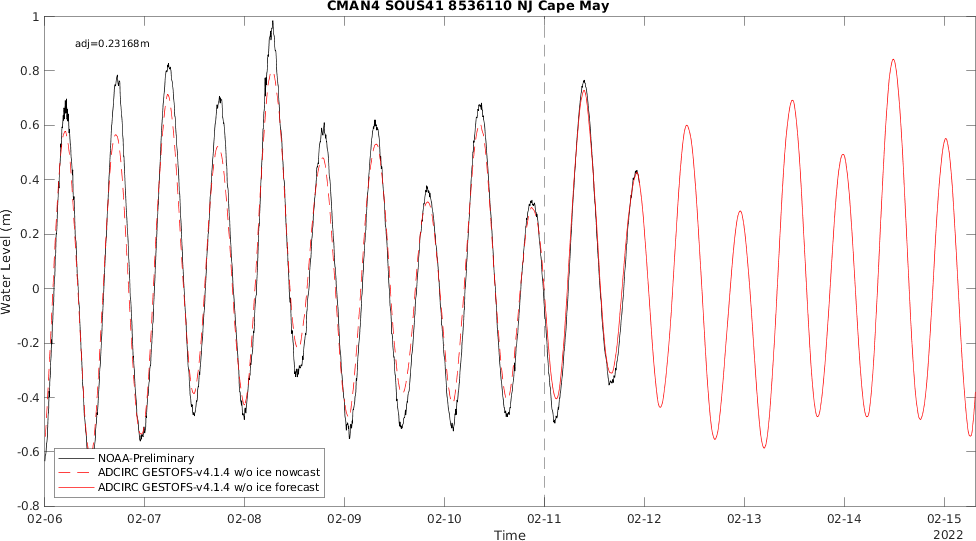 CMAN4 SOUS41 8536110 NJ Cape May
adj=0.23168m
1
0.8
0.6
0.4
0.2
0
-0.2
-0.4
-0.6
-0.8
Water Level (m)
NOAA-Preliminary
ADCIRC GESTOFS-v4.1.4 w/o ice nowcast
ADCIRC GESTOFS-v4.1.4 w/o ice forecast
02-06 02-07 02-08 02-09 02-10 02-11 02-12 02-13 02-14 02-15
Time
2022